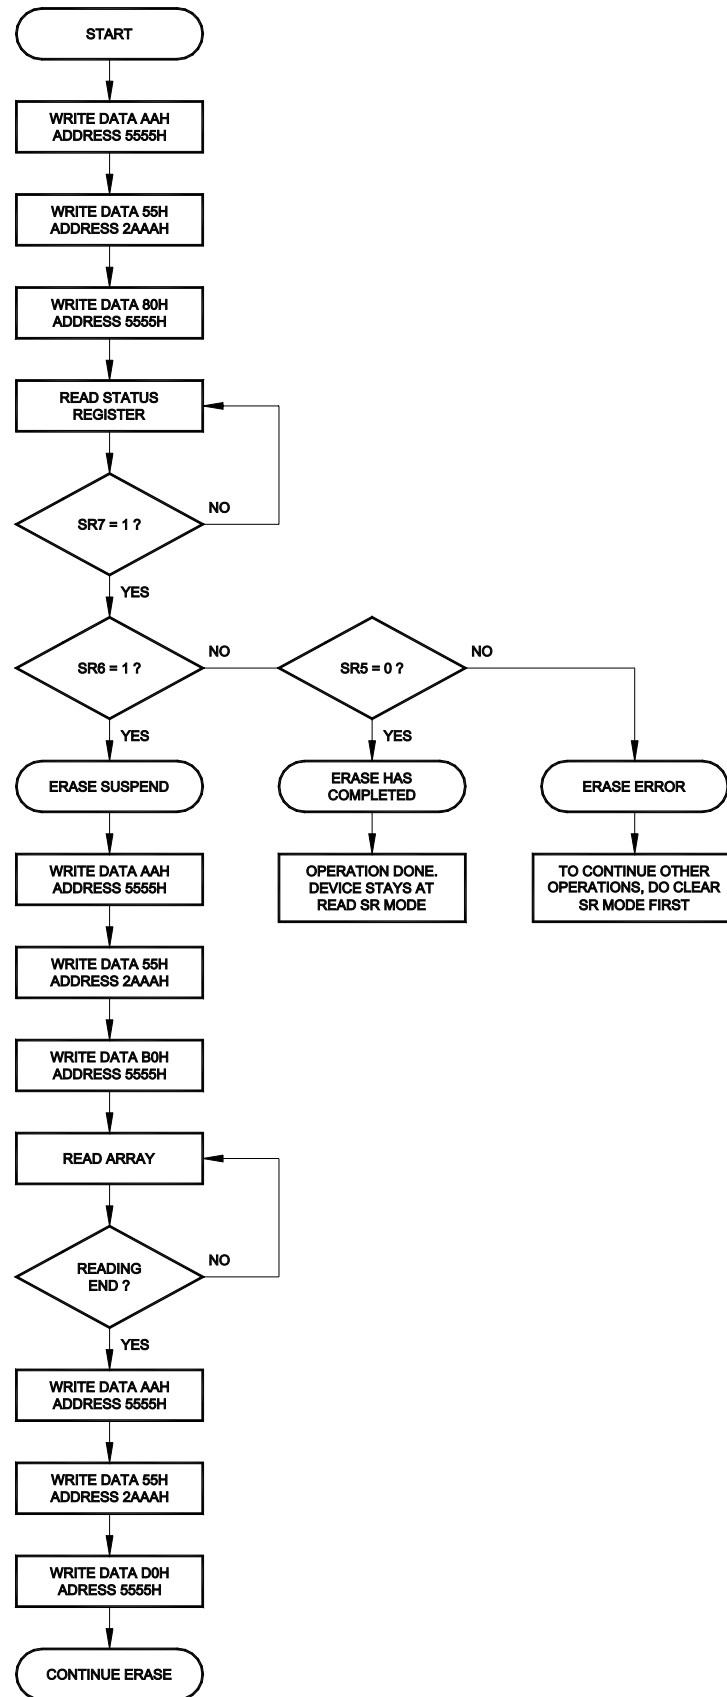 START
WRITE DATA AAH
ADDRESS 5555H
WRITE DATA 55H
ADDRESS 2AAAH
WRITE DATA 80H
ADDRESS 5555H
READ STATUS
REGISTER
SR7 = 1 ?
NO
YES
SR6 = 1 ?
NO
SR5 = 0 ?
NO
YES
YES
ERASE SUSPEND
ERASE HAS
COMPLETED
ERASE ERROR
WRITE DATA AAH
ADDRESS 5555H
OPERATION DONE.
DEVICE STAYS AT
READ SR MODE
TO CONTINUE OTHER
OPERATIONS, DO CLEAR
SR MODE FIRST
WRITE DATA 55H
ADDRESS 2AAAH
WRITE DATA B0H
ADDRESS 5555H
READ ARRAY
READING
END ?
NO
YES
WRITE DATA AAH
ADDRESS 5555H
WRITE DATA 55H
ADDRESS 2AAAH
WRITE DATA D0H
ADRESS 5555H
CONTINUE ERASE